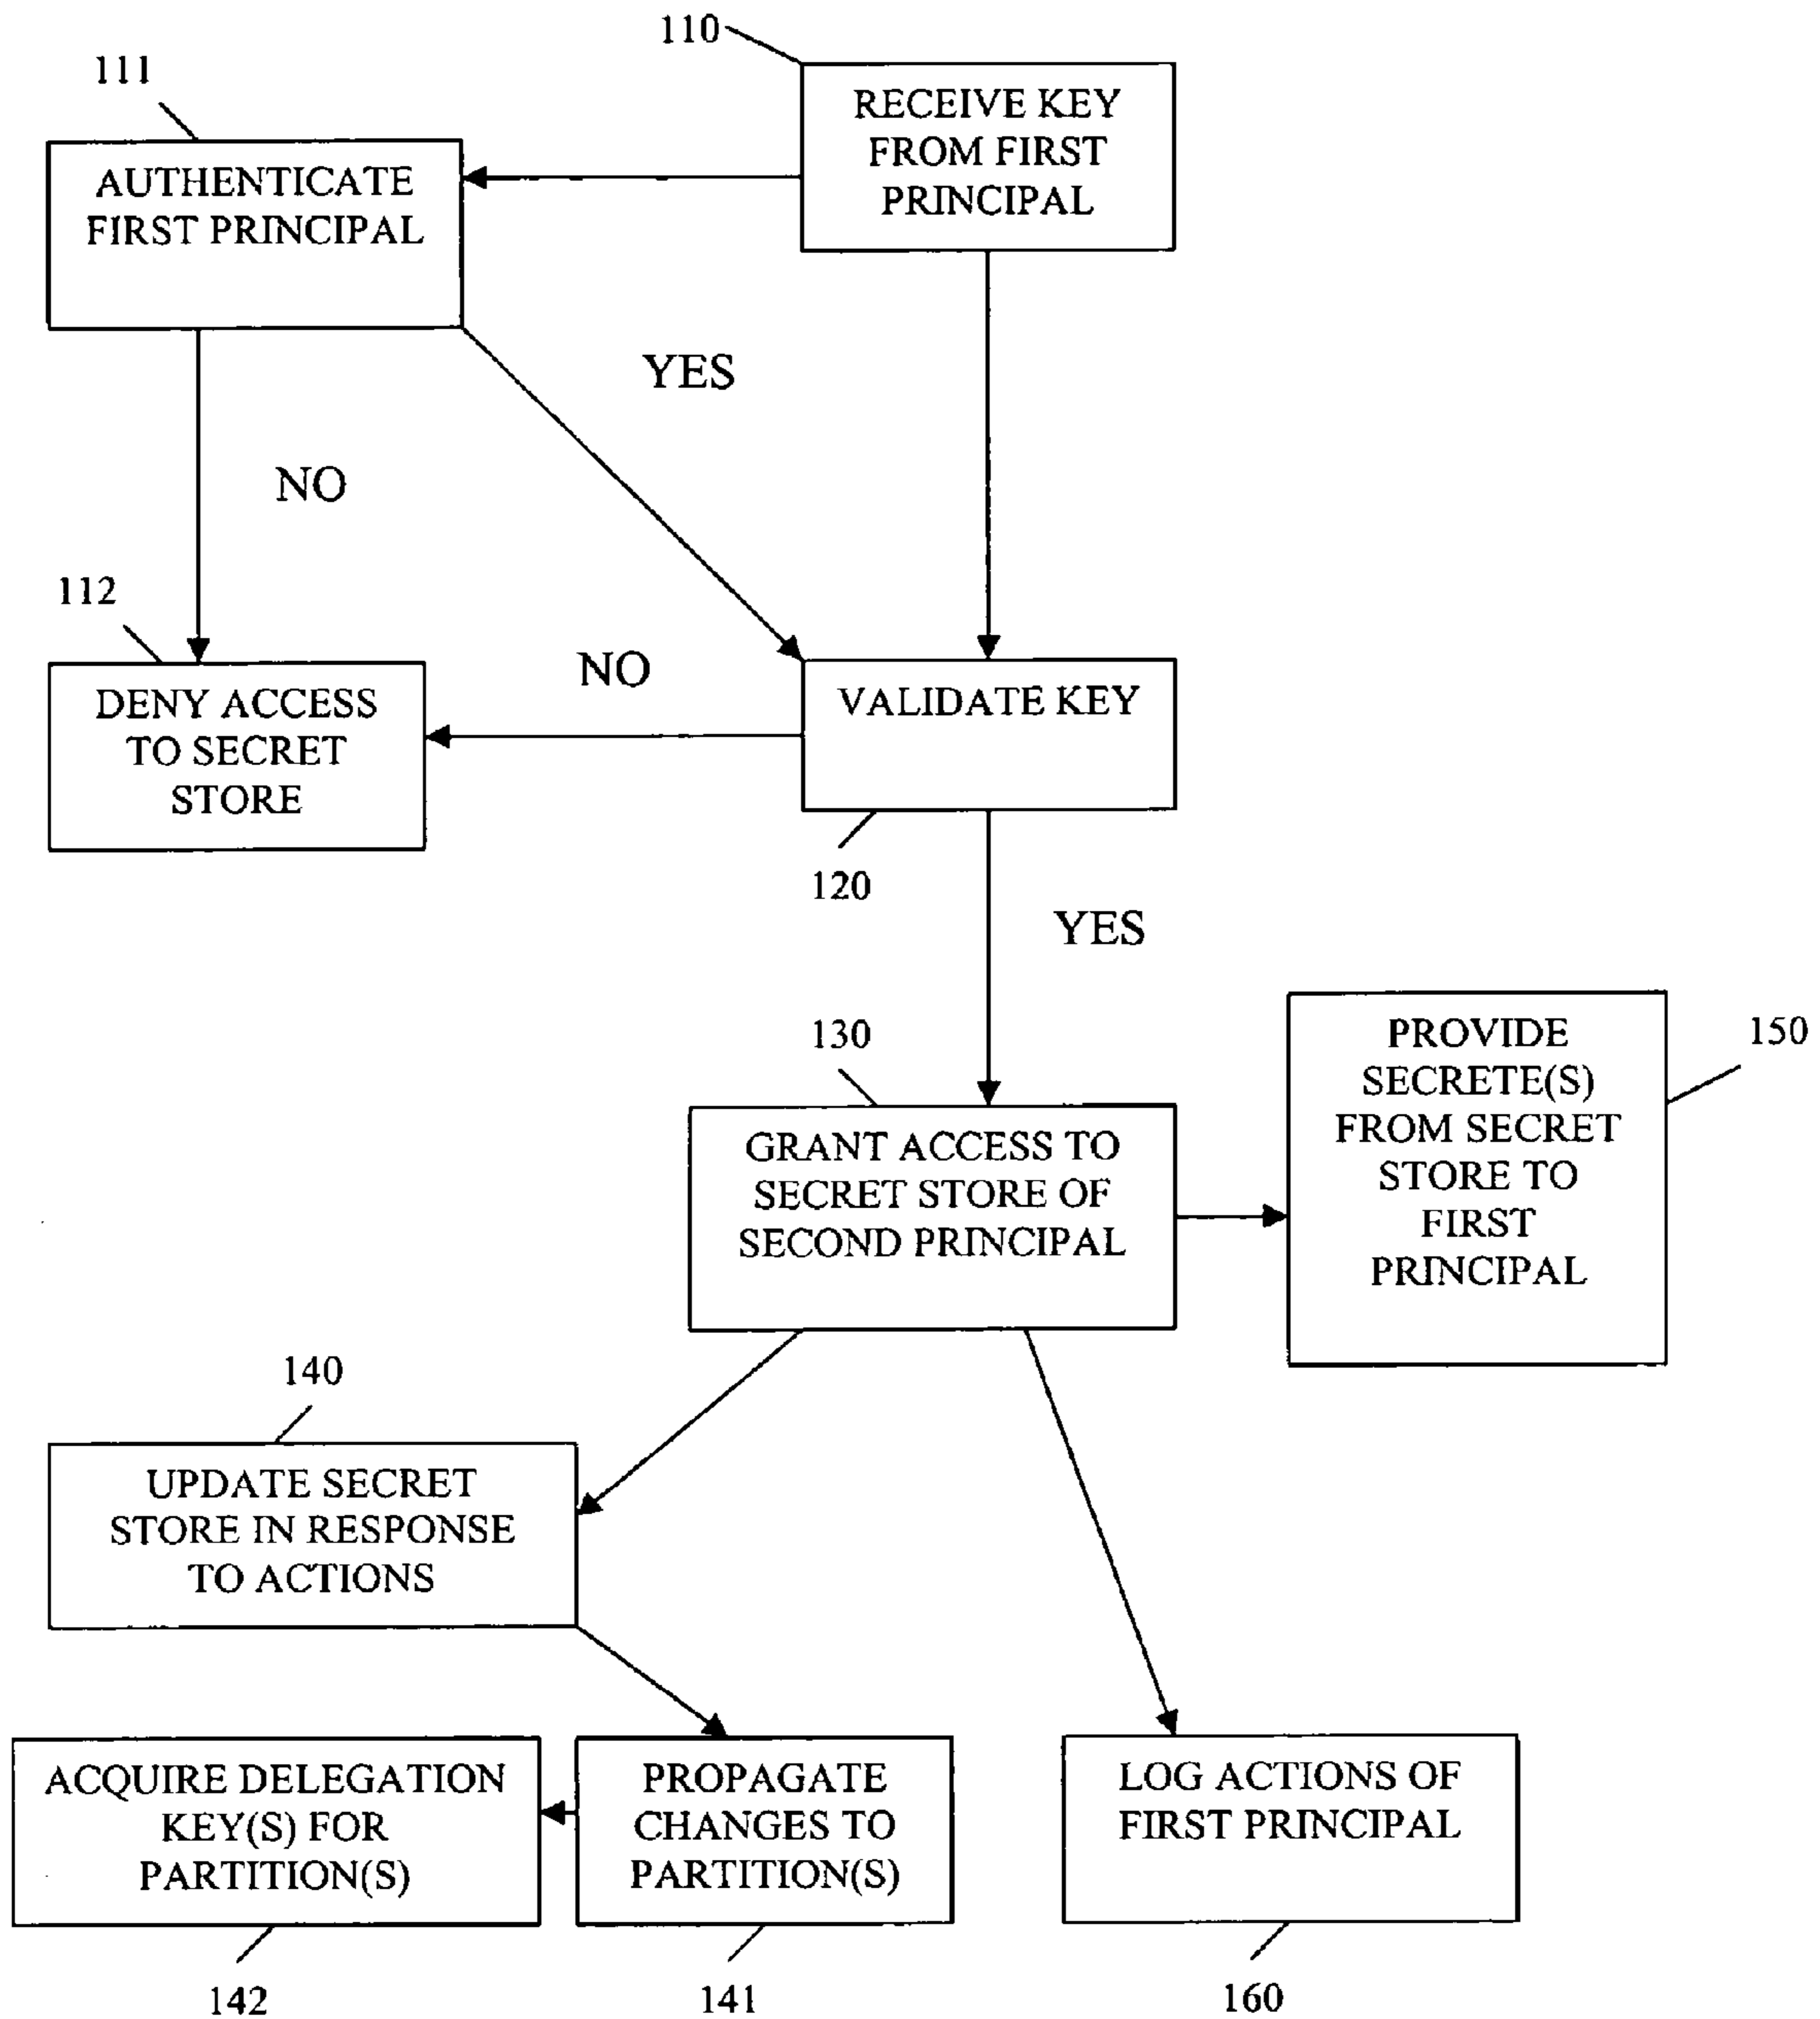 110
111
RECEIVE KEY
FROM FIRST
PRINCIPAL
AUTHENTICATE
FIRST PRINCIPAL
YES
NO
112
NO
DENY ACCESS
TO SECRET
STORE
VALIDATE KEY
120
YES
130
PROVIDE
SECRETE(S)
FROM SECRET
STORE TO
FIRST
PRINCIPAL
150
GRANT ACCESS TO
SECRET STORE OF
SECOND PRINCIPAL
140
UPDATE SECRET
STORE IN RESPONSE
TO ACTIONS
ACQUIRE DELEGATION
KEY(S) FOR
PARTITION(S)
PROPAGATE
CHANGES TO
PARTITION(S)
LOG ACTIONS OF
FIRST PRINCIPAL
142
141
160